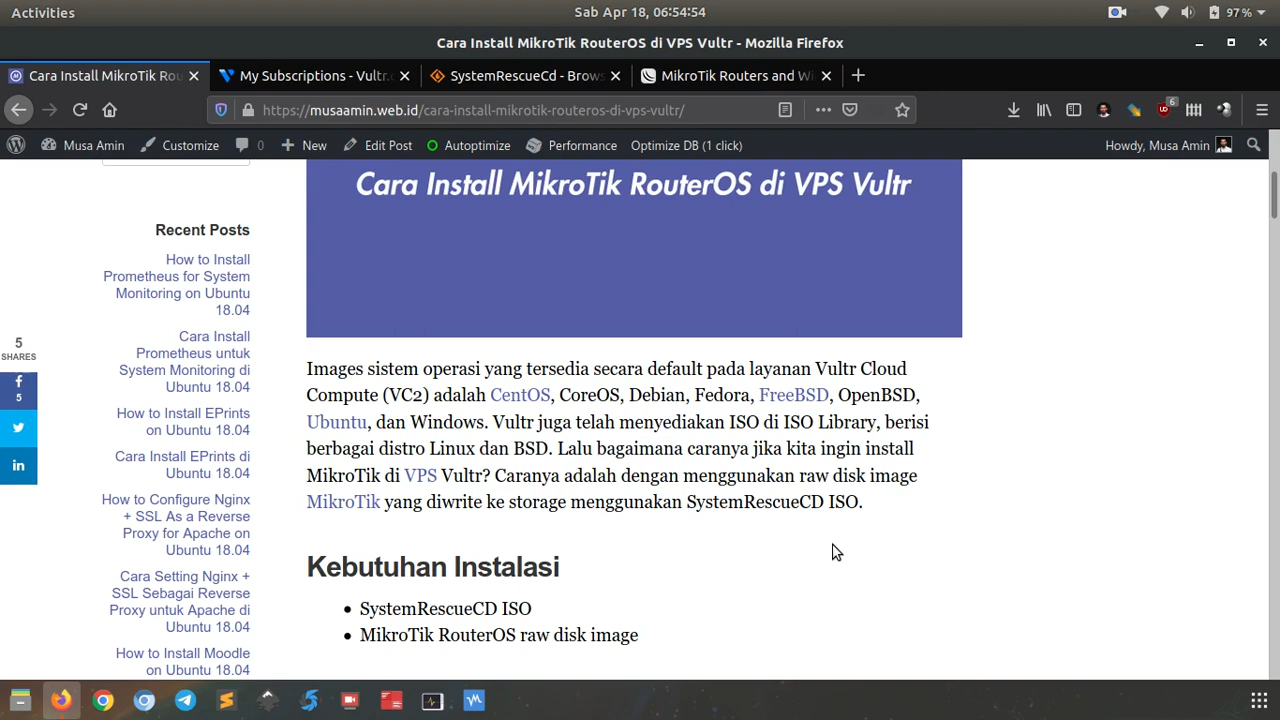 Activities
Sab Apr 18, 06:54:54
97%
Cara Install MikroTik RouterOS di VPS Vultr - Mozilla Firefox
Cara Install MikroTik Rou
My Subscriptions - Vultr.
SystemRescueCd - Brows
MikroTik Routers and Wi
https://musaamin.web.id/cara-install-mikrotik-routeros-di-vps-vultr/
6
Musa Amin
Customize
0
New
Edit Post
Autoptimize
Performance
Optimize DB (1 click)
Howdy, Musa Amin
Cara Install MikroTik RouterOS di VPS Vultr
Recent Posts
How to Install
Prometheus for System
Monitoring on Ubuntu
18.04
Cara Install
Prometheus untuk
System Monitoring di
Ubuntu 18.04
How to Install EPrints
on Ubuntu 18.04
Cara Install EPrints di
Ubuntu 18.04
How to Configure Nginx
+ SSL As a Reverse
Proxy for Apache on
Ubuntu 18.04
Cara Setting Nginx +
SSL Sebagai Reverse
Proxy untuk Apache di
Ubuntu 18.04
How to Install Moodle
on Ubuntu 18.04
5
SHARES
5
Images sistem operasi yang tersedia secara default pada layanan Vultr Cloud
Compute (VC2) adalah CentOS, CoreOS, Debian, Fedora, FreeBSD, OpenBSD,
Ubuntu, dan Windows. Vultr juga telah menyediakan ISO di ISO Library, berisi
berbagai distro Linux dan BSD. Lalu bagaimana caranya jika kita ingin install
MikroTik di VPS Vultr? Caranya adalah dengan menggunakan raw disk image
MikroTik yang diwrite ke storage menggunakan SystemRescueCD ISO.
Kebutuhan Instalasi
SystemRescueCD ISO
MikroTik RouterOS raw disk image